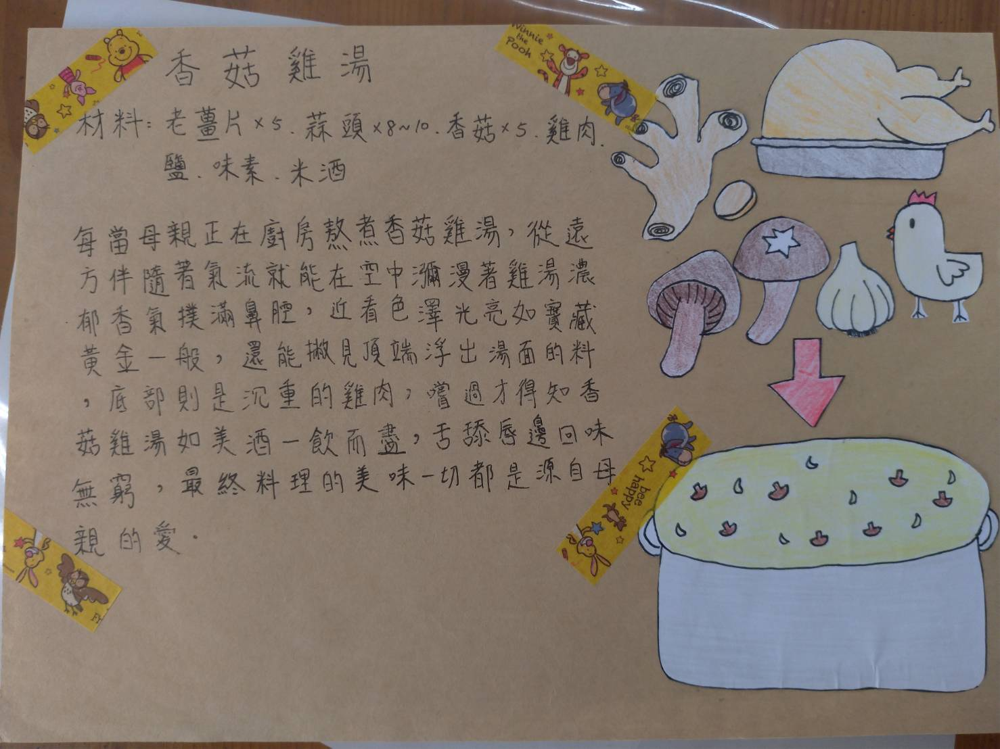 香菇雞湯
材料：老薑片×5、蒜頭×8~10、香菇×5、雞肉、
鹽、味素、米酒
每當母親正在廚房熬煮香菇雞湯，從遠
方伴隨著氣流就能在空中瀰漫著雞湯濃
郁香氣撲滿鼻腔，近看色澤光亮如寶藏
黃金一般，還能撇見頂端浮出湯面的料
，底部則是沉重的雞肉，嚐過才得知香
菇雞湯如美酒一飲而盡，舌舔唇邊回味
無窮，最終料理的美味一切都是源自母
親的愛.
Winnie
the
Pooh
bee
happy
Fr